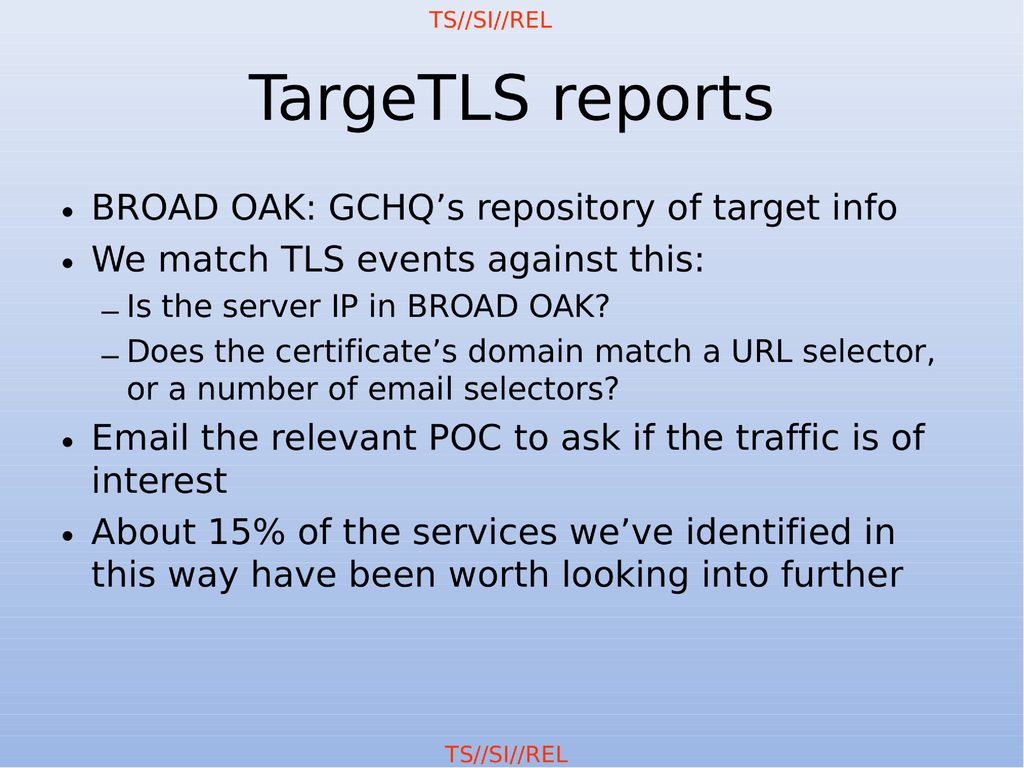 TS//SI//REL
TargeTLS reports
• BROAD OAK: GCHQ’s repository of target info
• We match TLS events against this:
– Is the server IP in BROAD OAK?
– Does the certificate’s domain match a URL selector,
or a number of email selectors?
• Email the relevant POC to ask if the traffic is of
interest
• About 15% of the services we’ve identified in
this way have been worth looking into further
TS//SI//REL